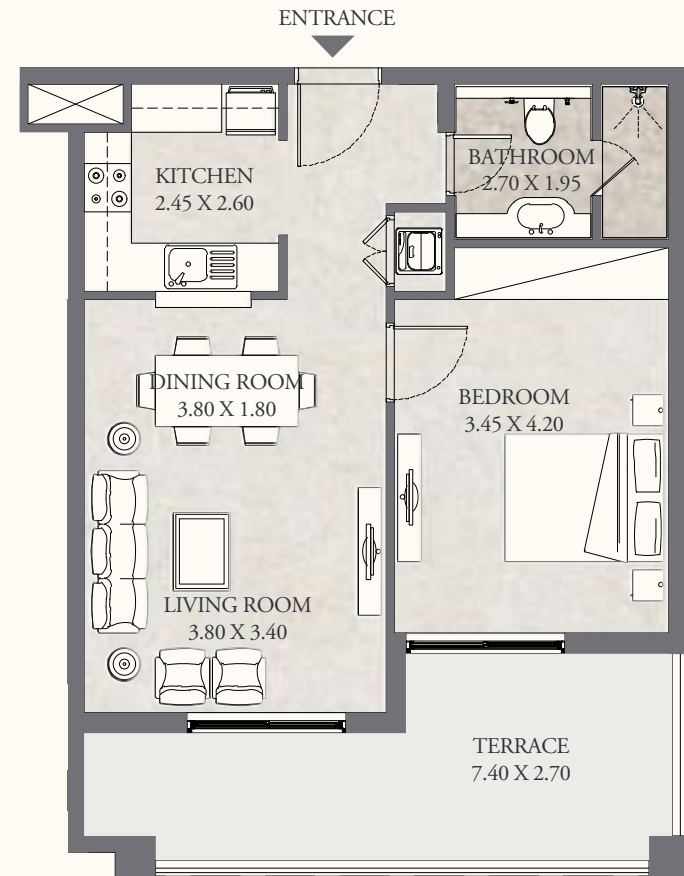 ENTRANCE
KITCHEN
2.45 X 2.60
BATHROOM
2.70 X 1.95
DINING ROOM
3.80 X 1.80
BEDROOM
3.45 X 4.20
LIVING ROOM
3.80 X 3.40
TERRACE
7.40 X 2.70